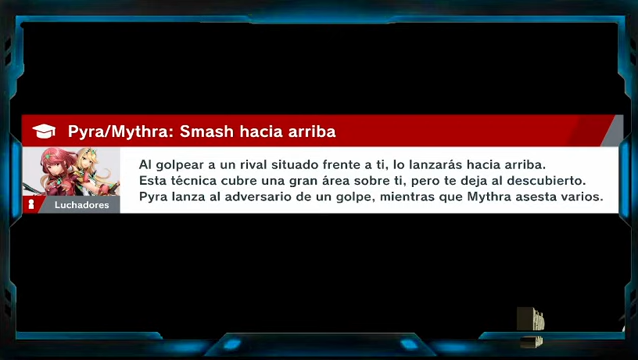 Pyra/Mythra: Smash hacia arriba
Al golpear a un rival situado frente a ti, lo lanzarás hacia arriba.
Esta técnica cubre una gran área sobre ti, pero te deja al descubierto.
Pyra lanza al adversario de un golpe, mientras que Mythra asesta varios.
Luchadores